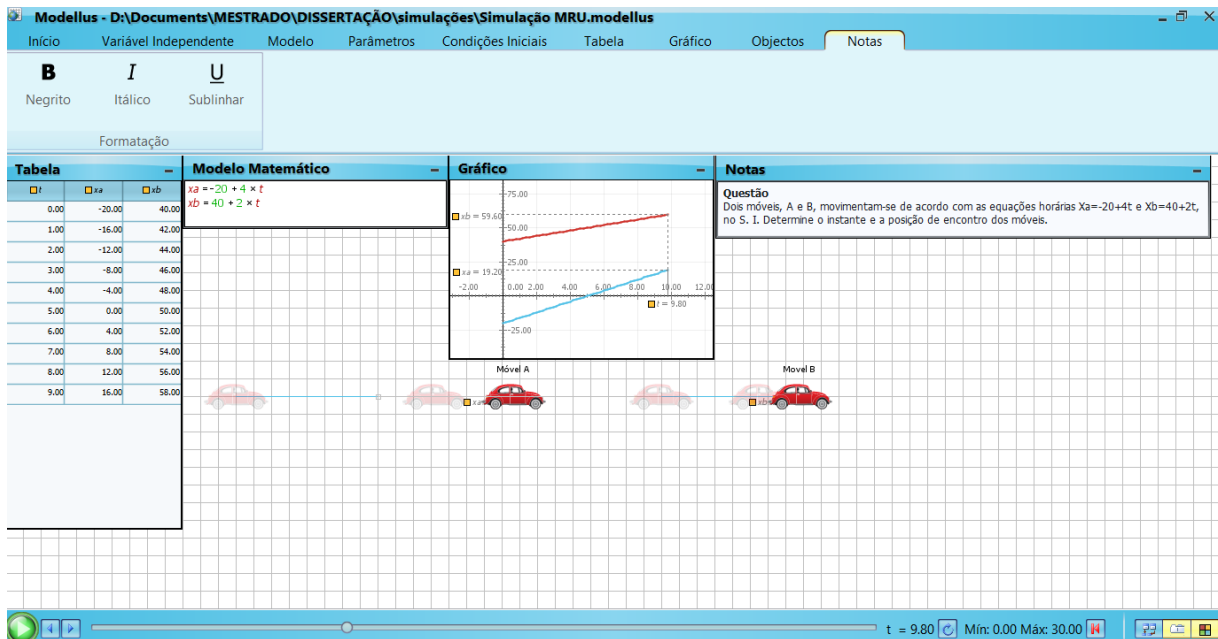 Modellus - D:\Documents\MESTRADO\DISSERTAÇÃO\simulações\Simulação MRU.modellus
Início Variável Independente Modelo Parâmetros Condições Iniciais Tabela Gráfico Objectos Notas
B I U
Negrito Itálico Sublinhar
Formatação
Tabela
t xa xb
0.00 -20.00 40.00
1.00 -16.00 42.00
2.00 -12.00 44.00
3.00 -8.00 46.00
4.00 -4.00 48.00
5.00 0.00 50.00
6.00 4.00 52.00
7.00 8.00 54.00
8.00 12.00 56.00
9.00 16.00 58.00
Modelo Matemático
xa = -20 + 4 × t
xb = 40 + 2 × t
Gráfico
75.00
xb = 59.60
50.00
25.00
xa = 19.20
-2.00 0.00 2.00 4.00 6.00 8.00 10.00 12.00
t = 9.80
-25.00
Notas
Questão
Dois móveis, A e B, movimentam-se de acordo com as equações horárias Xa=-20+4t e Xb=40+2t,
no S. I. Determine o instante e a posição de encontro dos móveis.
Móvel A
Movel B
xa
xb
t = 9.80 Mín: 0.00 Máx: 30.00